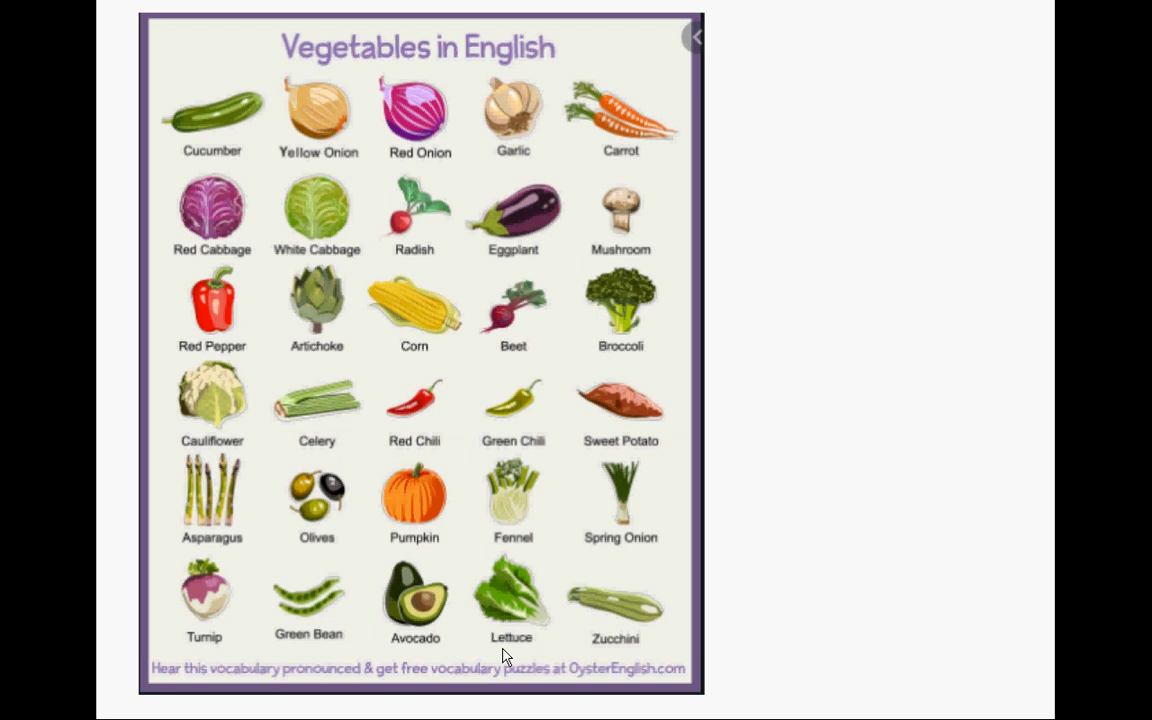 Vegetables in English
Cucumber Yellow Onion Red Onion Garlic Carrot
Red Cabbage White Cabbage Radish Eggplant Mushroom
Red Pepper Artichoke Corn Beet Broccoli
Cauliflower Celery Red Chili Green Chili Sweet Potato
Asparagus Olives Pumpkin Fennel Spring Onion
Turnip Green Bean Avocado Lettuce Zucchini
Hear this vocabulary pronounced & get free vocabulary puzzles at OysterEnglish.com